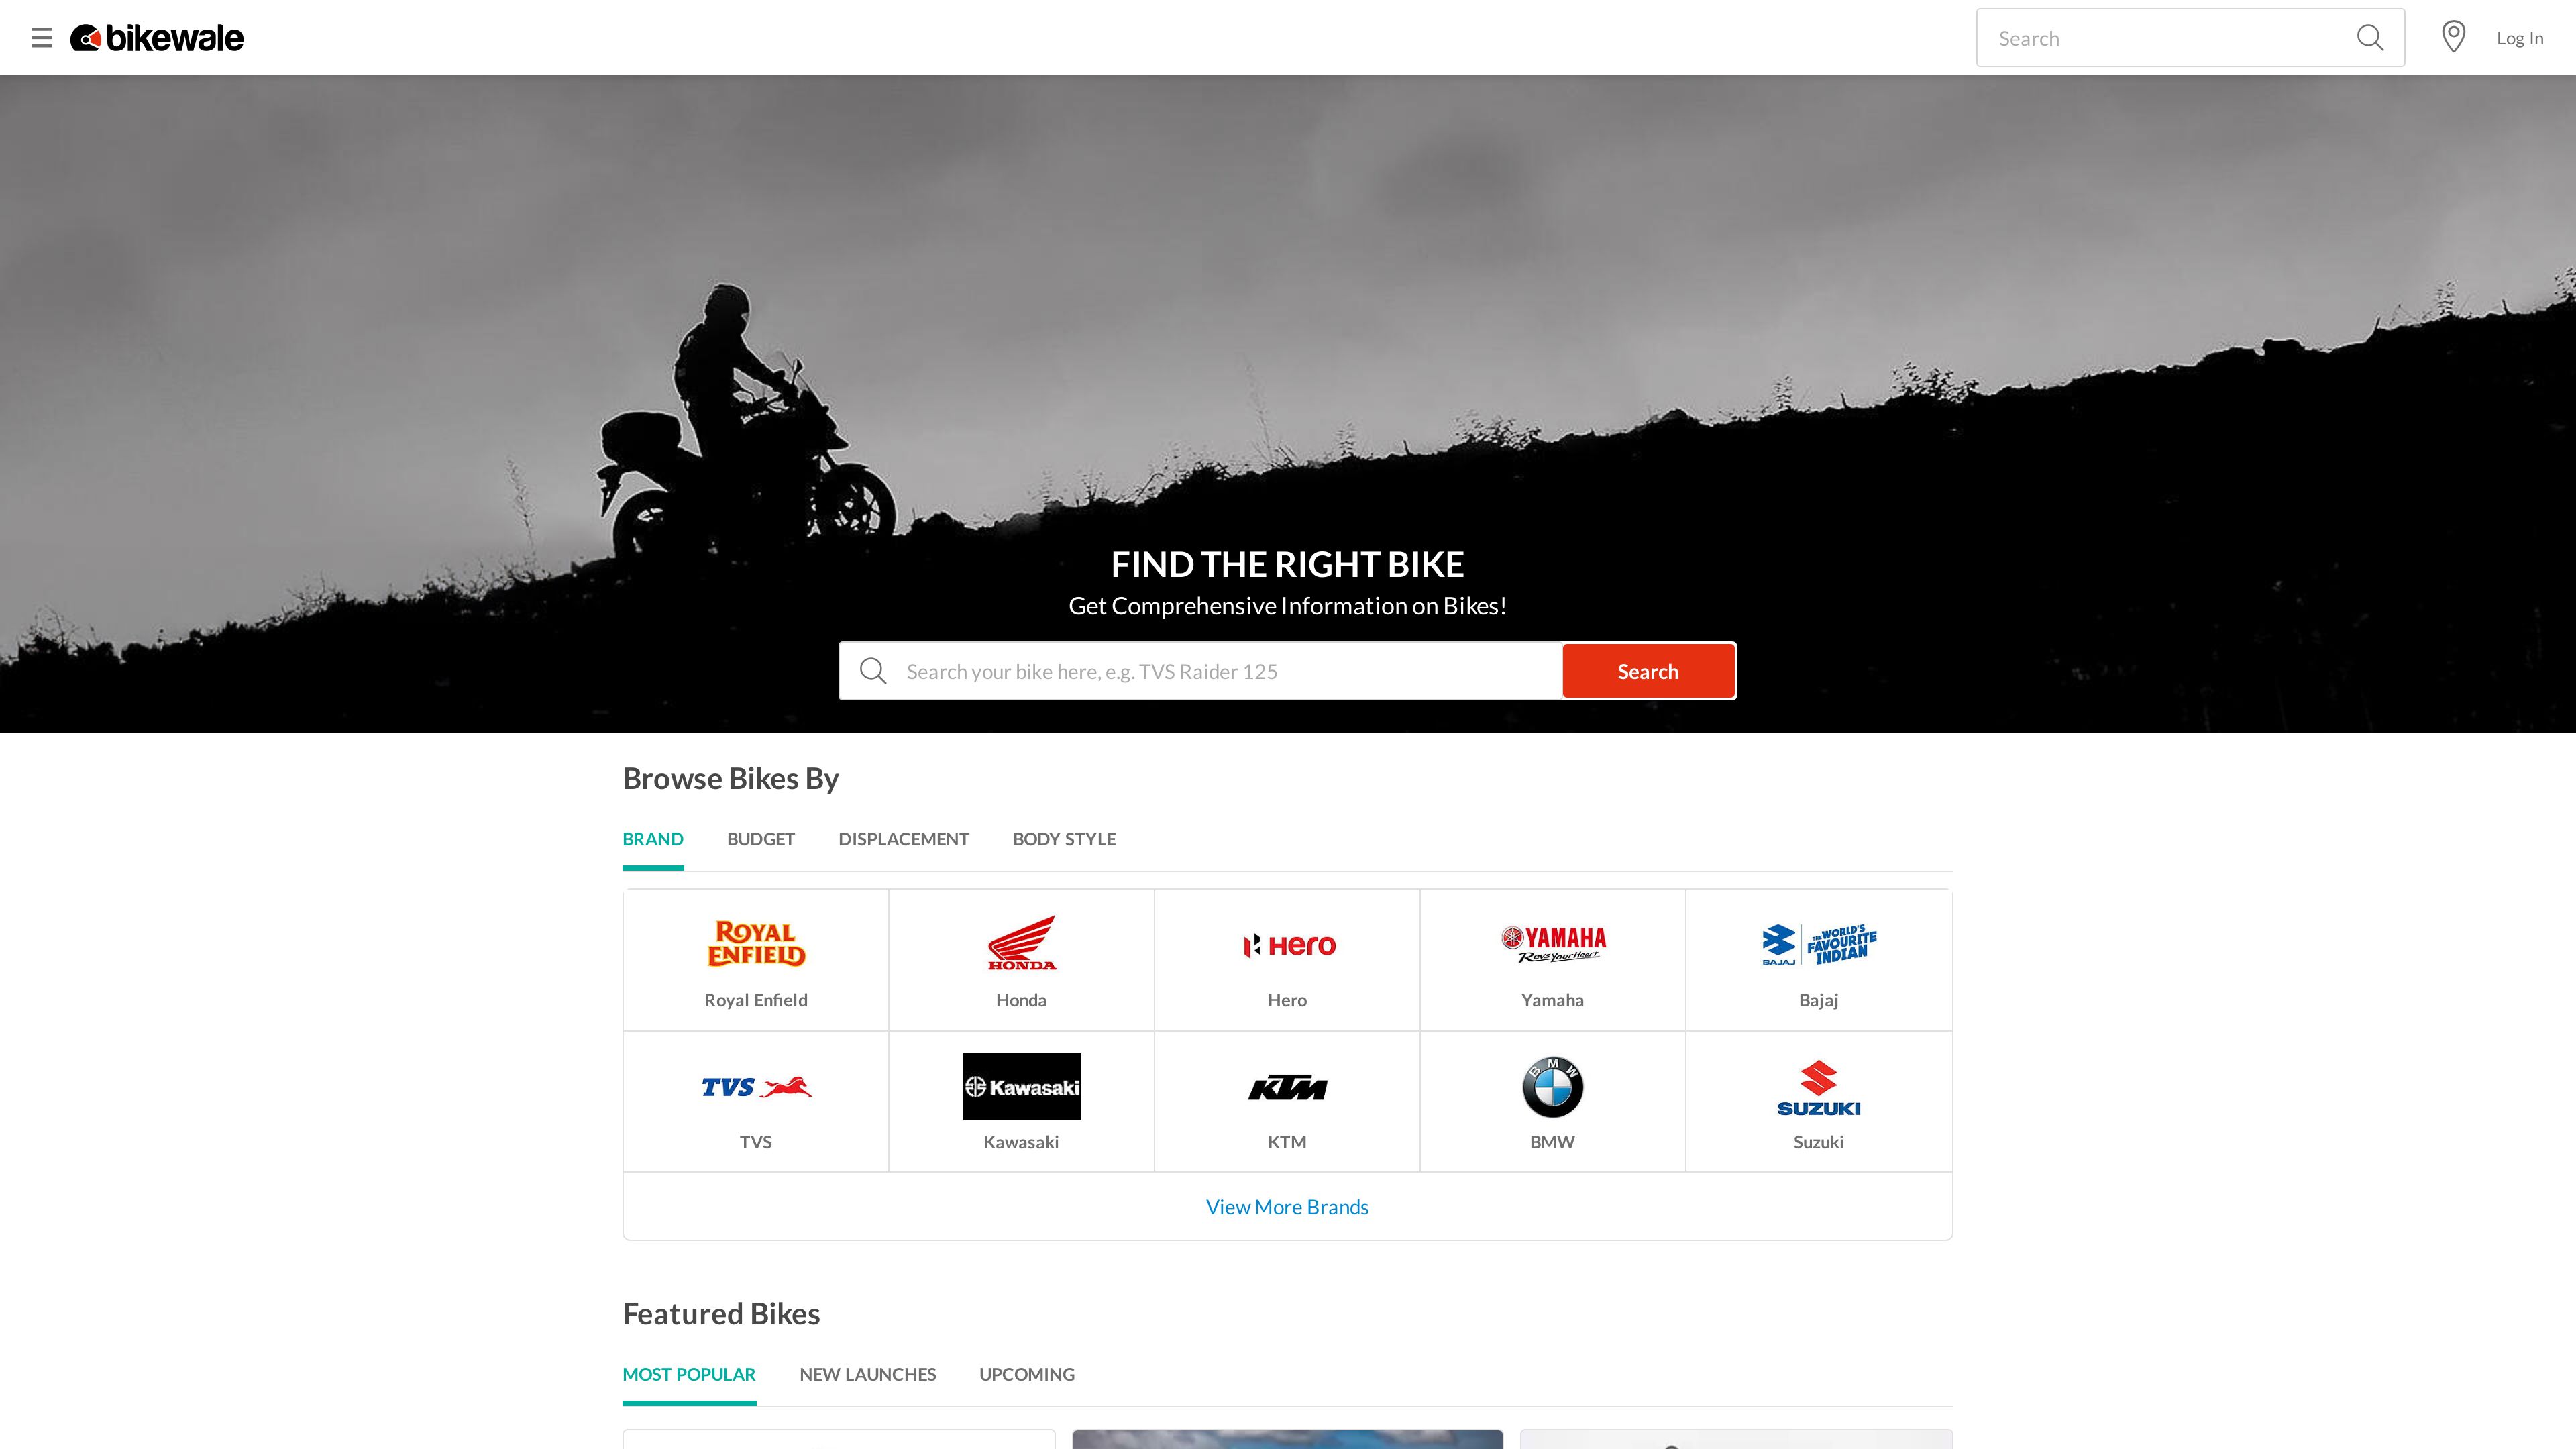 bikewale
Search
Log In
FIND THE RIGHT BIKE
Get Comprehensive Information on Bikes!
Search your bike here, e.g. TVS Raider 125
Search
Browse Bikes By
BRAND
BUDGET
DISPLACEMENT
BODY STYLE
ROYAL
ENFIELD
HONDA
Hero
YAMAHA
Revs Your Heart
BAJAJ
THE WORLD'S
FAVOURITE
INDIAN
Royal Enfield
Honda
Hero
Yamaha
Bajaj
TVS
Kawasaki
KTM
BMW
SUZUKI
TVS
Kawasaki
KTM
BMW
Suzuki
View More Brands
Featured Bikes
MOST POPULAR
NEW LAUNCHES
UPCOMING